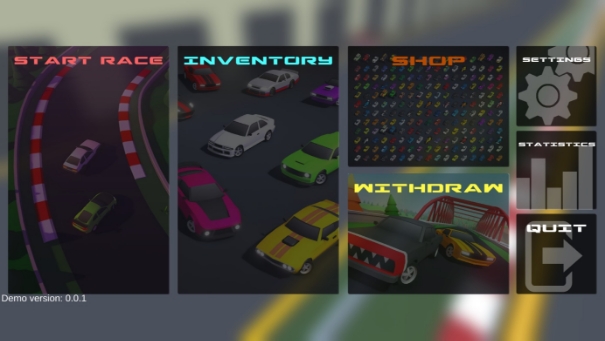 START RACE
INVENTORY
SHOP
SETTINGS
STATISTICS
WITHDRAW
QUIT
Demo version: 0.0.1